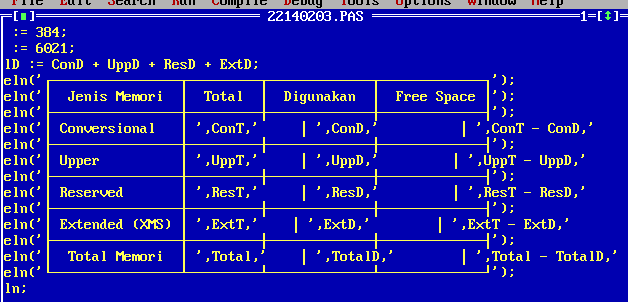 File Edit Search Run Compile Debug Tools Options Window Help
[■] 22140203.PAS 1=[↕]
:= 384;
:= 6021;
lD := ConD + UppD + ResD + ExtD;
eln('┌───────────────┬─────────┬─────────────┬─────────────┐');
eln('│ Jenis Memori │ Total │ Digunakan │ Free Space│');
eln('├───────────────┼─────────┼─────────────┼─────────────┤');
eln('│ Conversional │ ',ConT,' │ ',ConD,' │ ',ConT - ConD,'
eln('├───────────────┼─────────┼─────────────┼─────────────┤');
eln('│ Upper │ ',UppT,' │ ',UppD,' │ ',UppT - UppD,'
eln('├───────────────┼─────────┼─────────────┼─────────────┤');
eln('│ Reserved │ ',ResT,' │ ',ResD,' │ ',ResT - ResD,'
eln('├───────────────┼─────────┼─────────────┼─────────────┤');
eln('│ Extended (XMS) │ ',ExtT,' │ ',ExtD,' │ ',ExtT - ExtD,'
eln('├───────────────┼─────────┼─────────────┼─────────────┤');
eln('│ Total Memori │ ',Total,' │ ',TotalD,' │ ',Total - TotalD,'
eln('└───────────────┴─────────┴─────────────┴─────────────┘');
ln;